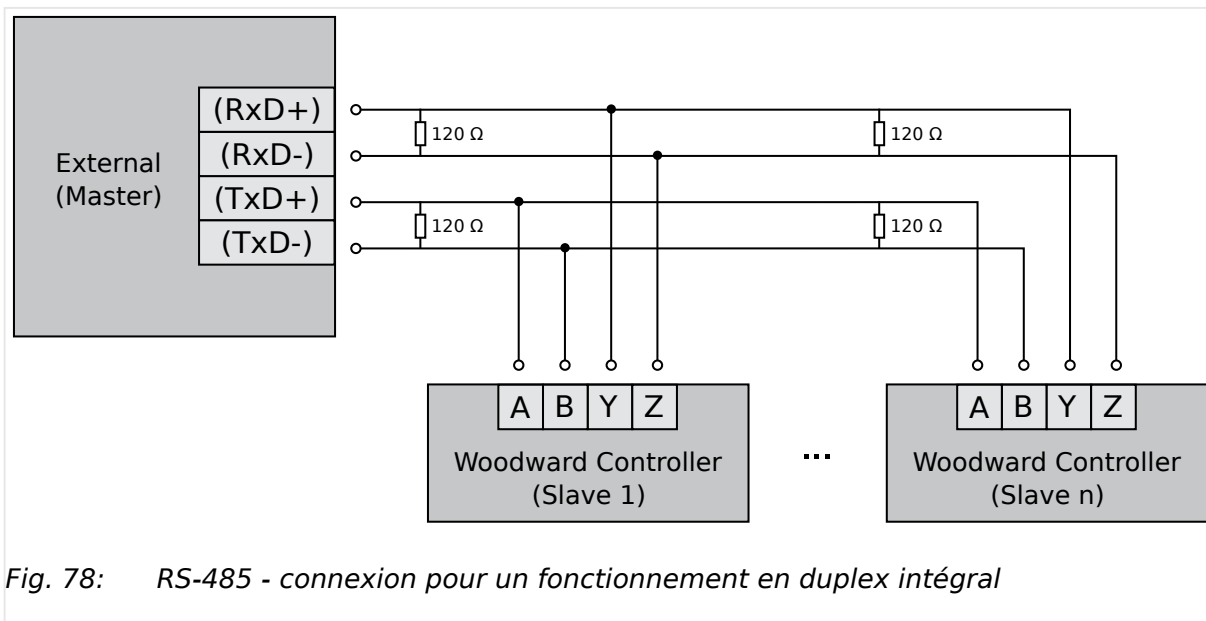 (RxD+)
(RxD-)
(TxD+)
(TxD-)
External
(Master)
120 Ω
120 Ω
120 Ω
120 Ω
A B Y Z
Woodward Controller
(Slave 1)
...
A B Y Z
Woodward Controller
(Slave n)
Fig. 78: RS-485 - connexion pour un fonctionnement en duplex intégral